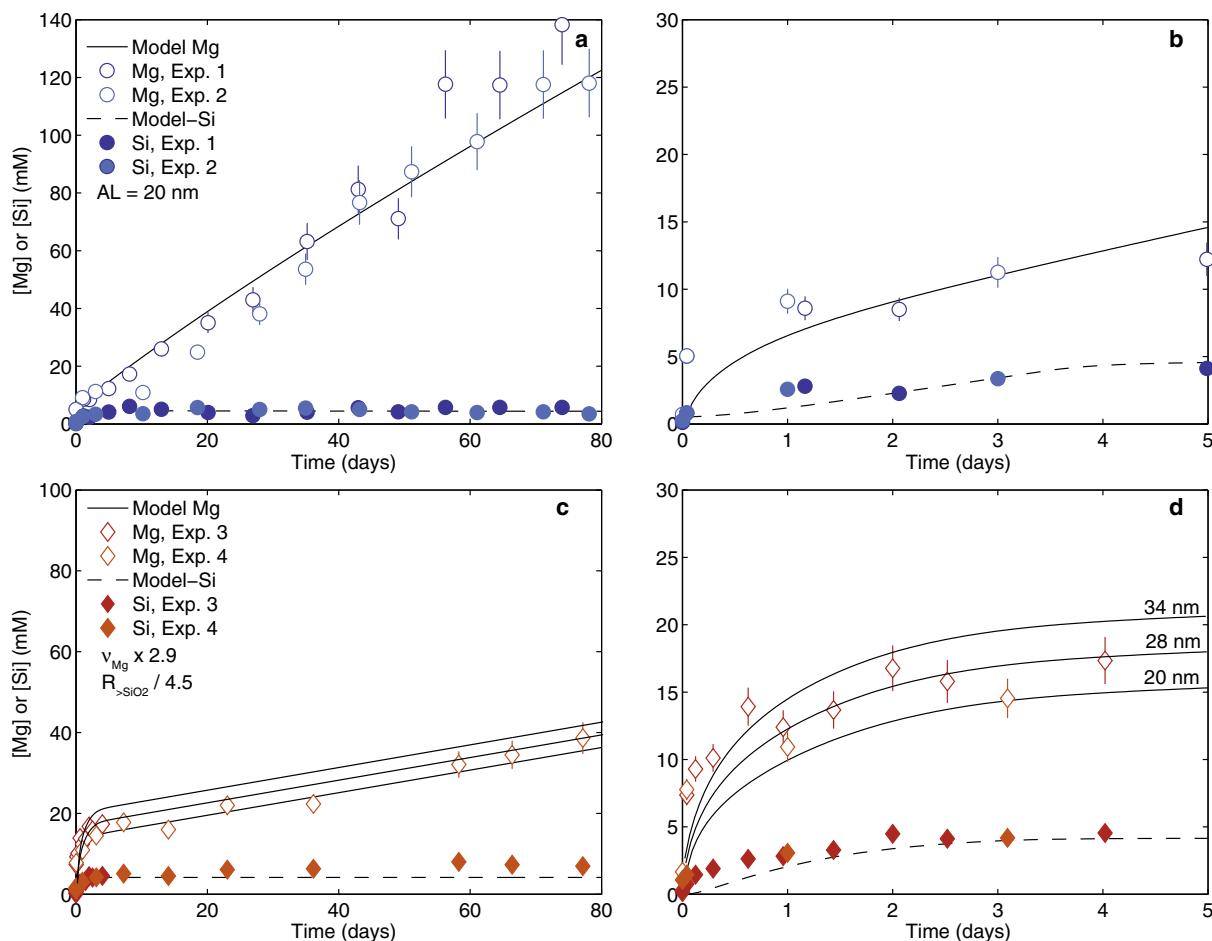 140
120
100
80
60
40
20
0
[Mg] or [Si] (mM)
Model Mg
Mg, Exp. 1
Mg, Exp. 2
Model−Si
Si, Exp. 1
Si, Exp. 2
AL = 20 nm
a
0 20 40 60 80
Time (days)
30
25
20
15
10
5
0
b
0 1 2 3 4 5
Time (days)
100
80
60
40
20
0
[Mg] or [Si] (mM)
Model Mg
Mg, Exp. 3
Mg, Exp. 4
Model−Si
Si, Exp. 3
Si, Exp. 4
νMg x 2.9
R>SiO2 / 4.5
c
0 20 40 60 80
Time (days)
30
25
20
15
10
5
0
d
34 nm
28 nm
20 nm
0 1 2 3 4 5
Time (days)